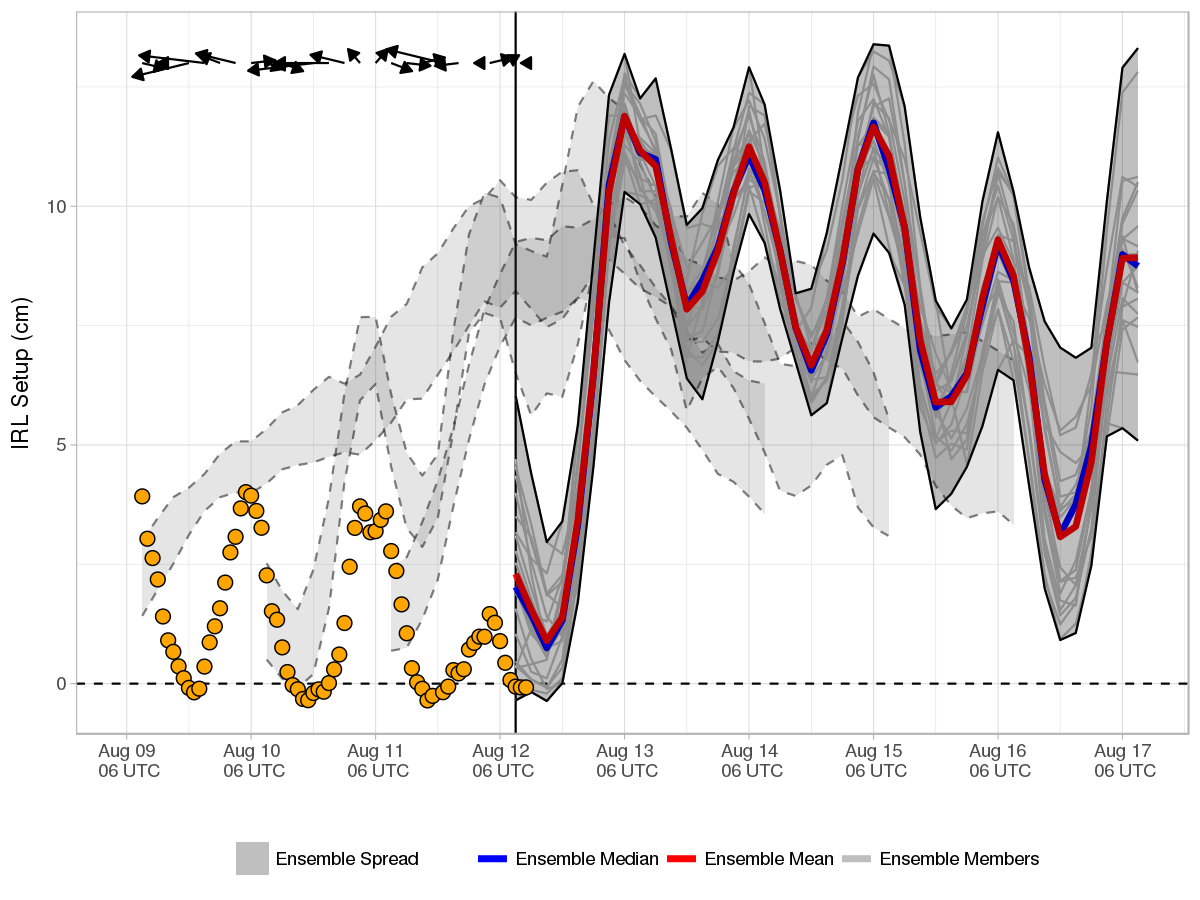 IRL Setup (cm)
10
5
0
Aug 09 06 UTC
Aug 10 06 UTC
Aug 11 06 UTC
Aug 12 06 UTC
Aug 13 06 UTC
Aug 14 06 UTC
Aug 15 06 UTC
Aug 16 06 UTC
Aug 17 06 UTC
Ensemble Spread
Ensemble Median
Ensemble Mean
Ensemble Members